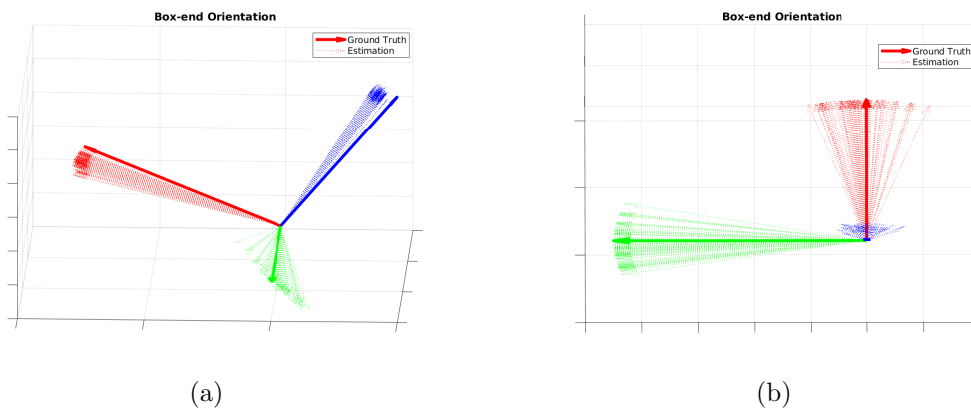 Box-end Orientation
Ground Truth
Estimation
(a)
Box-end Orientation
Ground Truth
Estimation
(b)